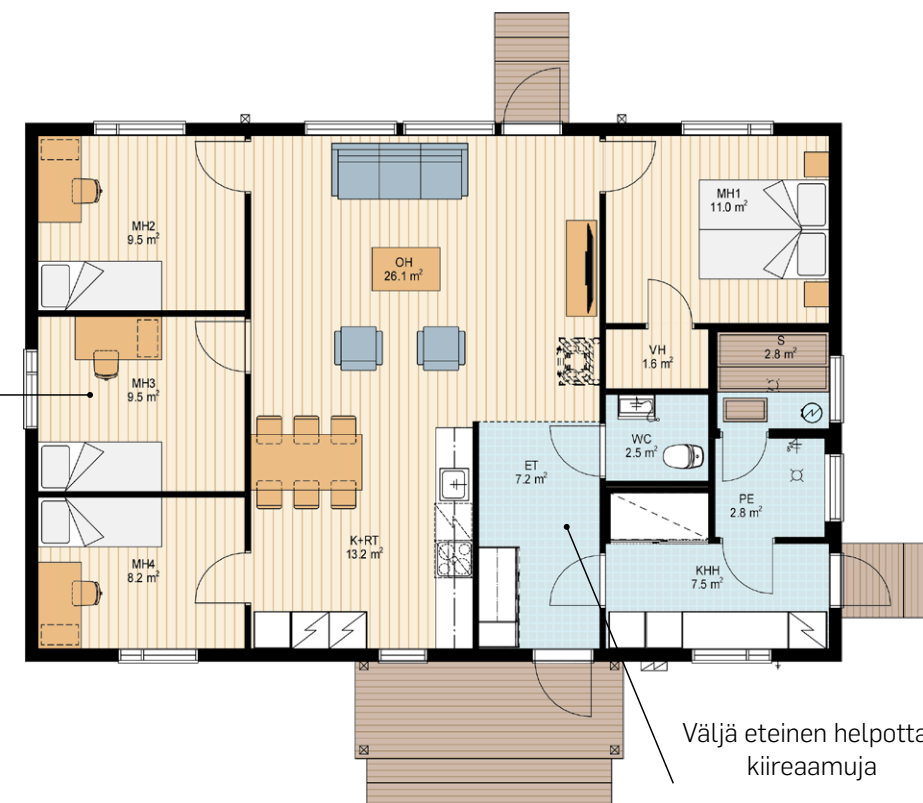 MH2
9.5 m²
OH
26.1 m²
MH1
11.0 m²
VH
1.6 m²
S
2.8 m²
MH3
9.5 m²
WC
2.5 m²
ET
7.2 m²
PE
2.8 m²
K+RT
13.2 m²
MH4
8.2 m²
KHH
7.5 m²
Väljä eteinen helpotta
kiireaamuja